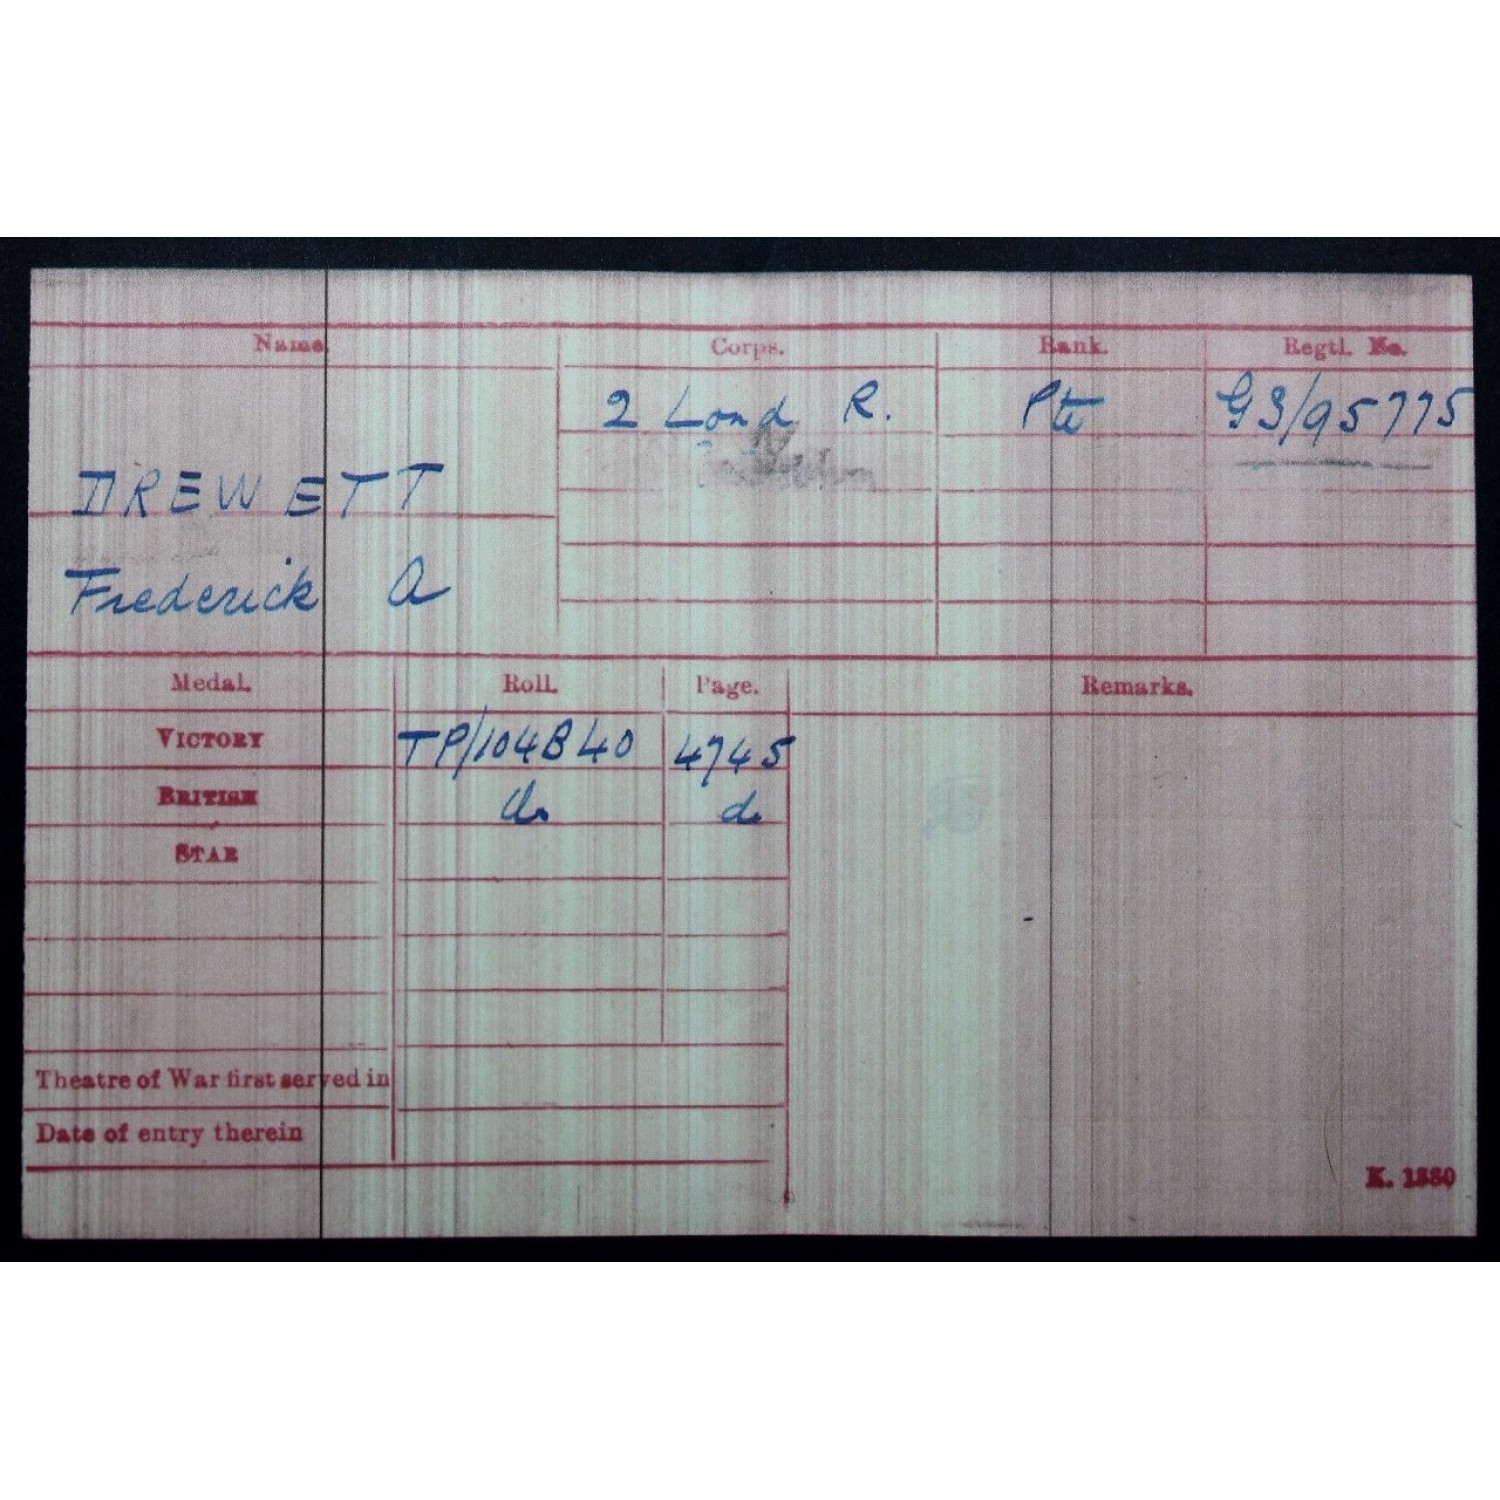 Name. Corps. Rank. Regtl. No.
2 Lond R. Pte GS/95775
DREWETT
Frederick A
Medal. Roll. Page. Remarks.
VICTORY TP/104B40 4745
BRITISH do do
STAR
Theatre of War first served in
Date of entry therein
K. 1380